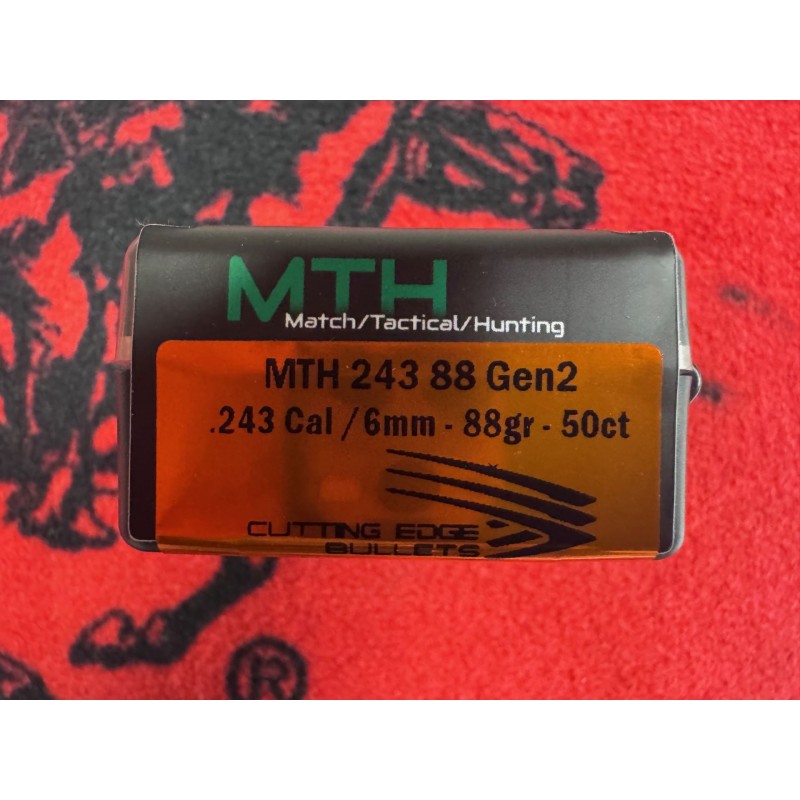 MTH
Match/Tactical/Hunting
MTH 243 88 Gen2
.243 Cal / 6mm - 88gr - 50ct
CUTTING EDGE
BULLETS
®